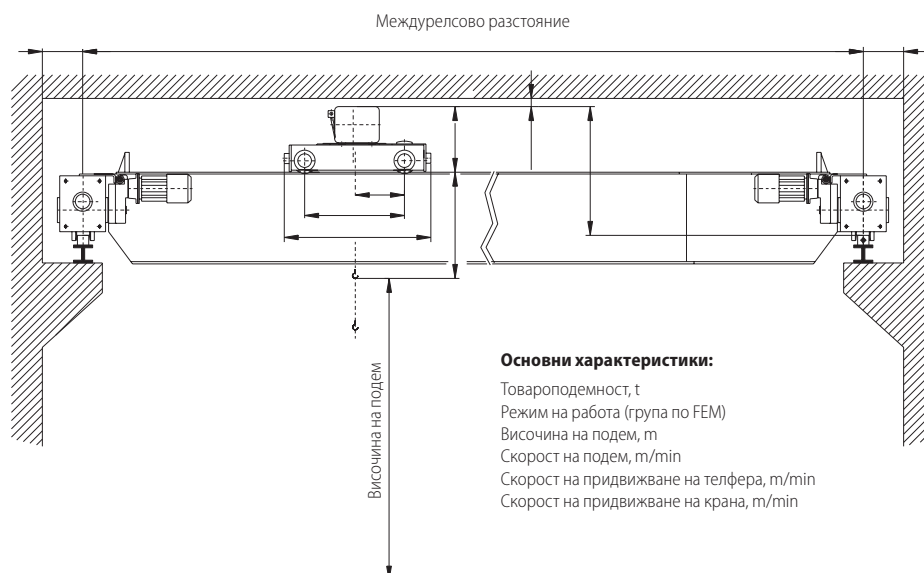 Междурелсово разстояние
Височина на подем
Основни характеристики:
Товароподемност, t
Режим на работа (група по FEM)
Височина на подем, m
Скорост на подем, m/min
Скорост на придвижване на телфера, m/min
Скорост на придвижване на крана, m/min